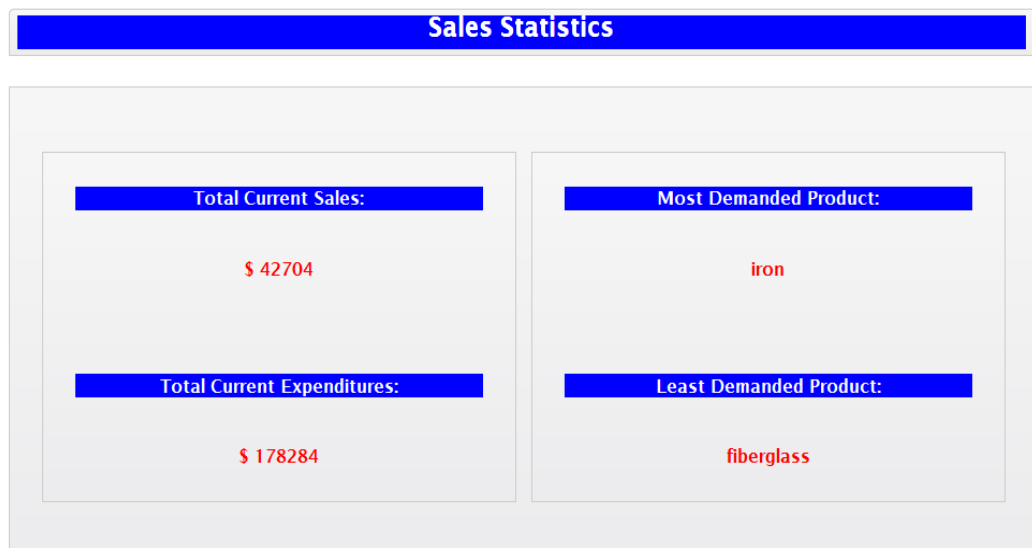 Sales Statistics
Total Current Sales:
$ 42704
Total Current Expenditures:
$ 178284
Most Demanded Product:
iron
Least Demanded Product:
fiberglass